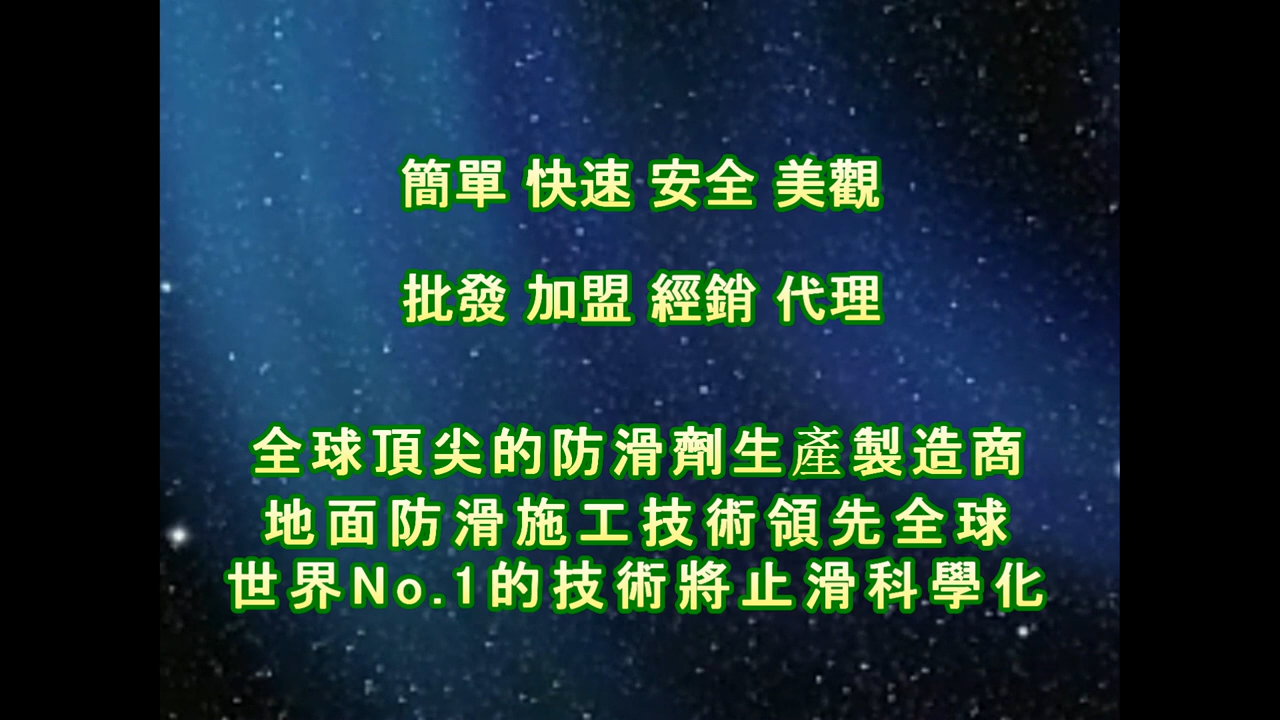 簡單 快速 安全 美觀
批發 加盟 經銷 代理
全球頂尖的防滑劑生產製造商
地面防滑施工技術領先全球
世界No.1的技術將止滑科學化